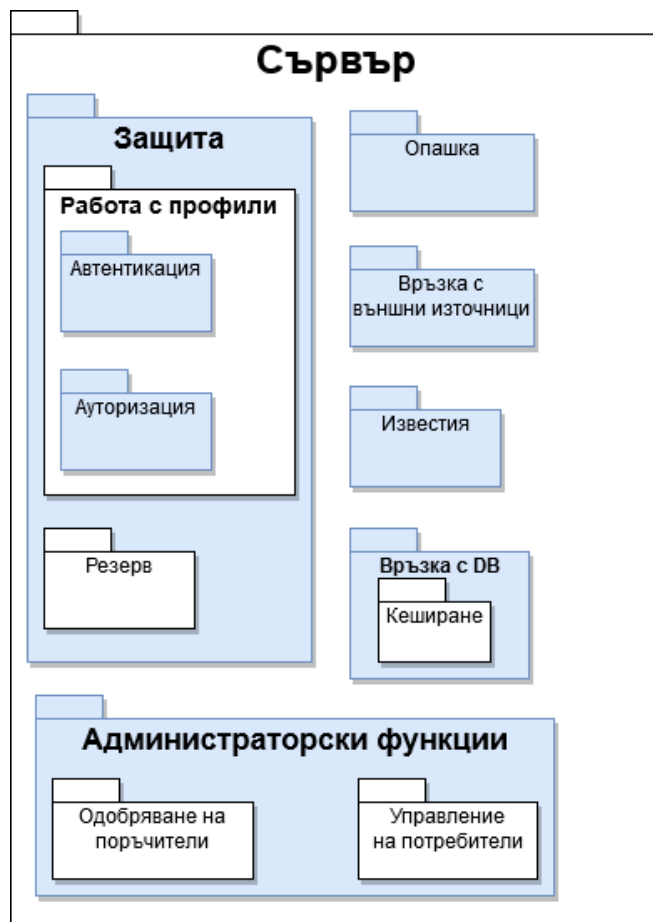 Сървър
Защита
Работа с профили
Автентикация
Ауторизация
Резерв
Опашка
Връзка с
външни източници
Известия
Връзка с DB
Кеширане
Администраторски функции
Одобряване на
поръчители
Управление
на потребители